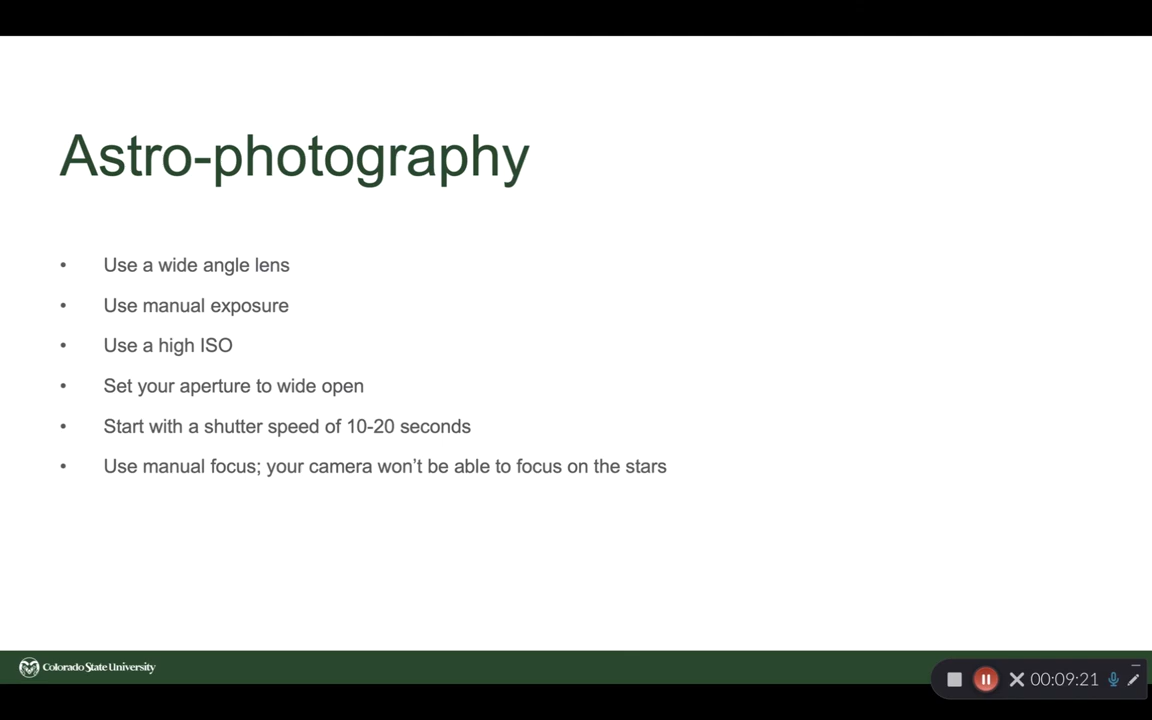 Astro-photography
• Use a wide angle lens
• Use manual exposure
• Use a high ISO
• Set your aperture to wide open
• Start with a shutter speed of 10-20 seconds
• Use manual focus; your camera won’t be able to focus on the stars
Colorado State University
00:09:21